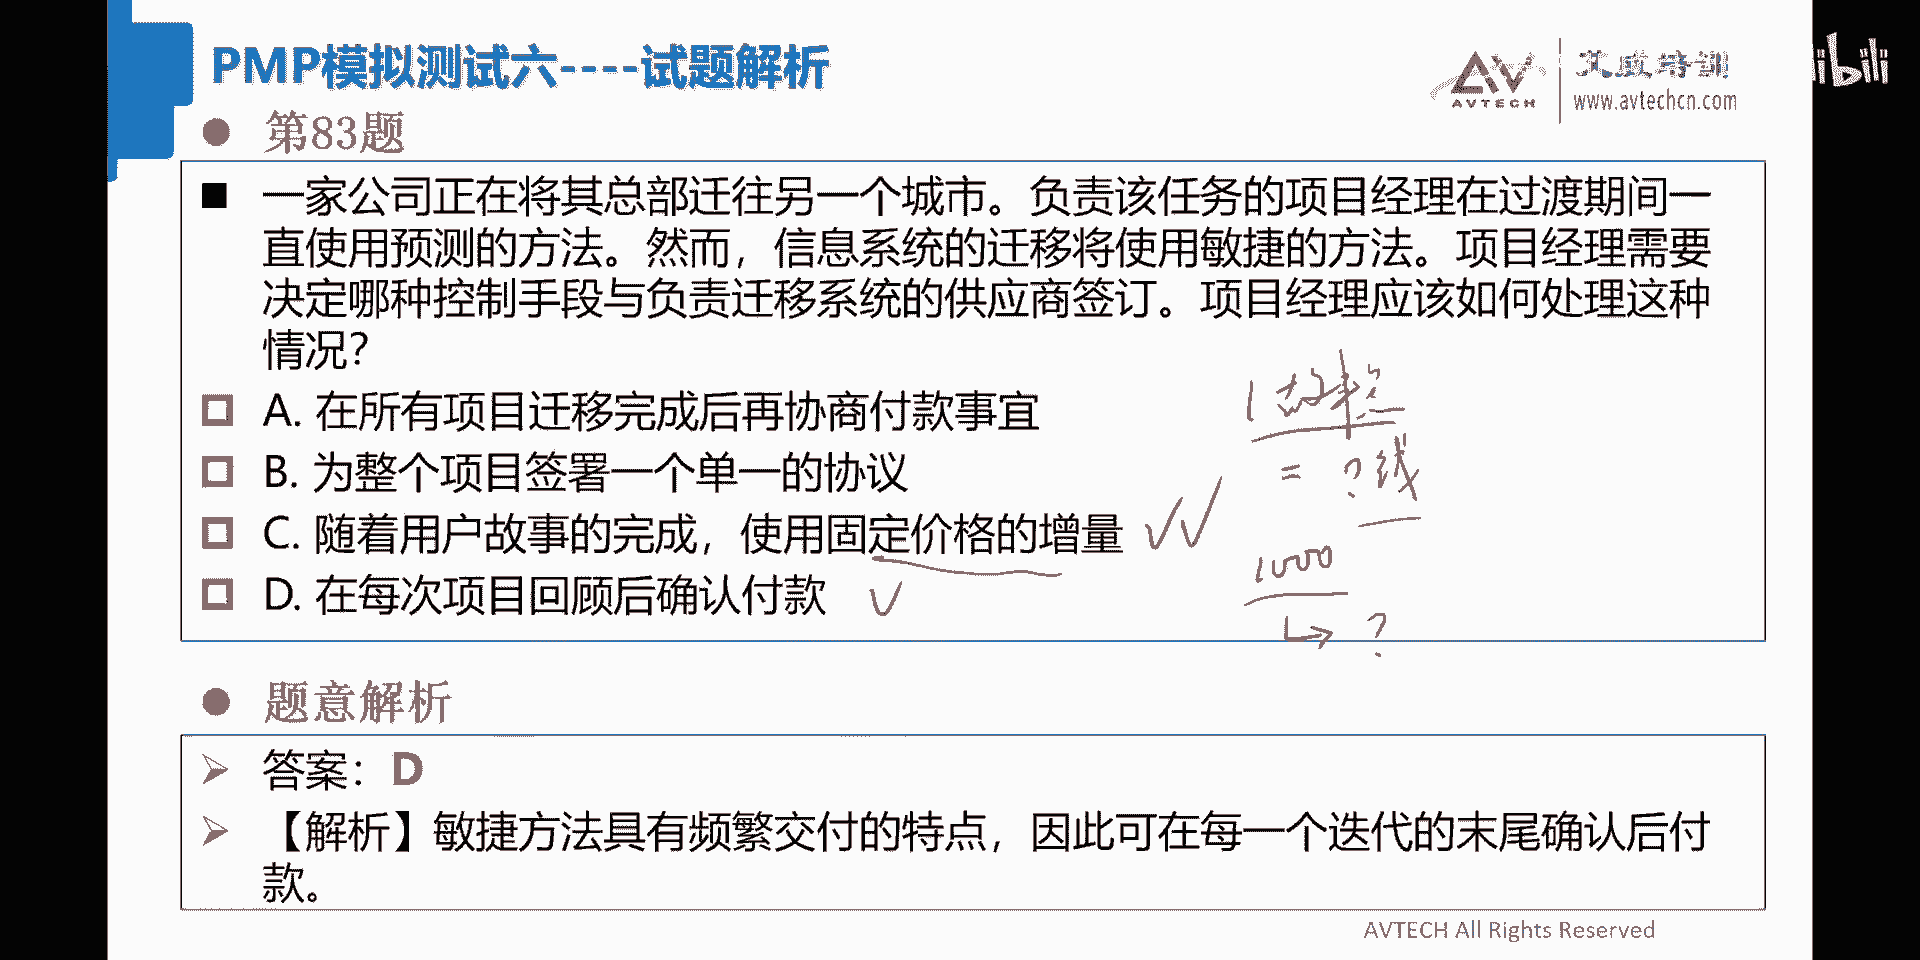 PMP模拟测试六----试题解析
AVTECH
艾威培训
www.avtechcn.com
第83题
一家公司正在将其总部迁往另一个城市。负责该任务的项目经理在过渡期间一
直使用预测的方法。然而，信息系统的迁移将使用敏捷的方法。项目经理需要
决定哪种控制手段与负责迁移系统的供应商签订。项目经理应该如何处理这种
情况？
A. 在所有项目迁移完成后再协商付款事宜
B. 为整个项目签署一个单一的协议
C. 随着用户故事的完成，使用固定价格的增量
D. 在每次项目回顾后确认付款
1 故事点
= ? 钱
1000
?
题意解析
答案：D
【解析】敏捷方法具有频繁交付的特点，因此可在每一个迭代的末尾确认后付
款。
AVTECH All Rights Reserved